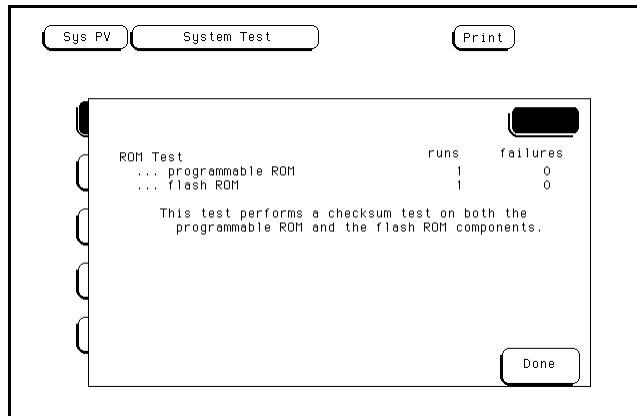 Sys PV System Test Print
ROM Test runs failures
... programmable ROM 1 0
... flash ROM 1 0
This test performs a checksum test on both the
programmable ROM and the flash ROM components.
Done